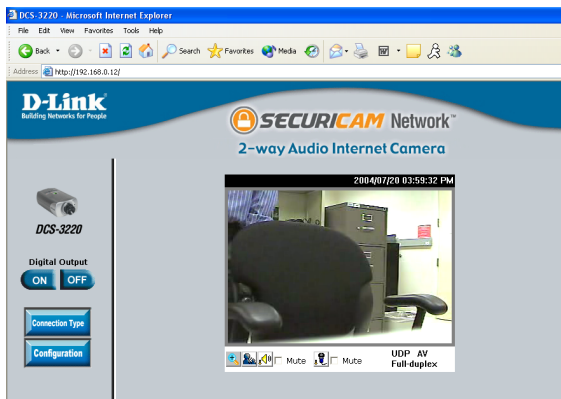 DCS-3220 - Microsoft Internet Explorer
File Edit View Favorites Tools Help
Back Search Favorites Media
Address http://192.168.0.12/
D-Link
Building Networks for People
SECURICAM Network™
2-way Audio Internet Camera
2004/07/20 03:59:32 PM
DCS-3220
Digital Output
ON OFF
Connection Type
Configuration
Mute Mute
UDP AV
Full-duplex